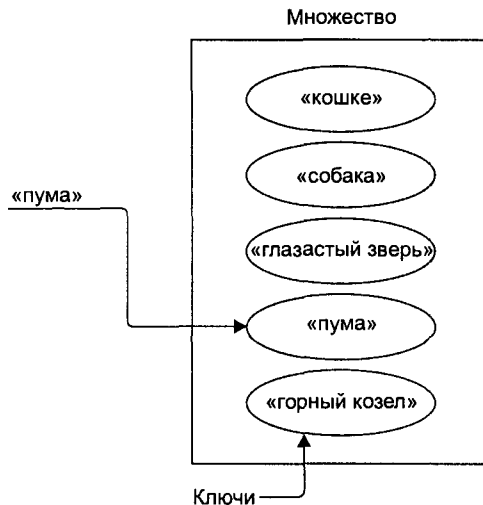 Множество
«кошке»
«собака»
«пума»
«глазастый зверь»
«пума»
«горный козел»
Ключи